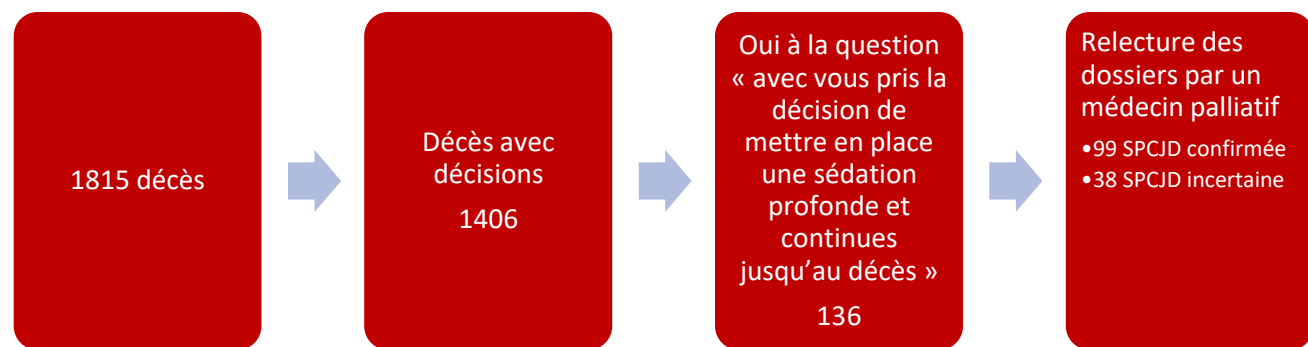 1815 décès
Décès avec
décisions
1406
Oui à la question
« avec vous pris la
décision de
mettre en place
une sédation
profonde et
continues
jusqu’au décès »
136
Relecture des
dossiers par un
médecin palliatif
•99 SPCJD confirmée
•38 SPCJD incertaine